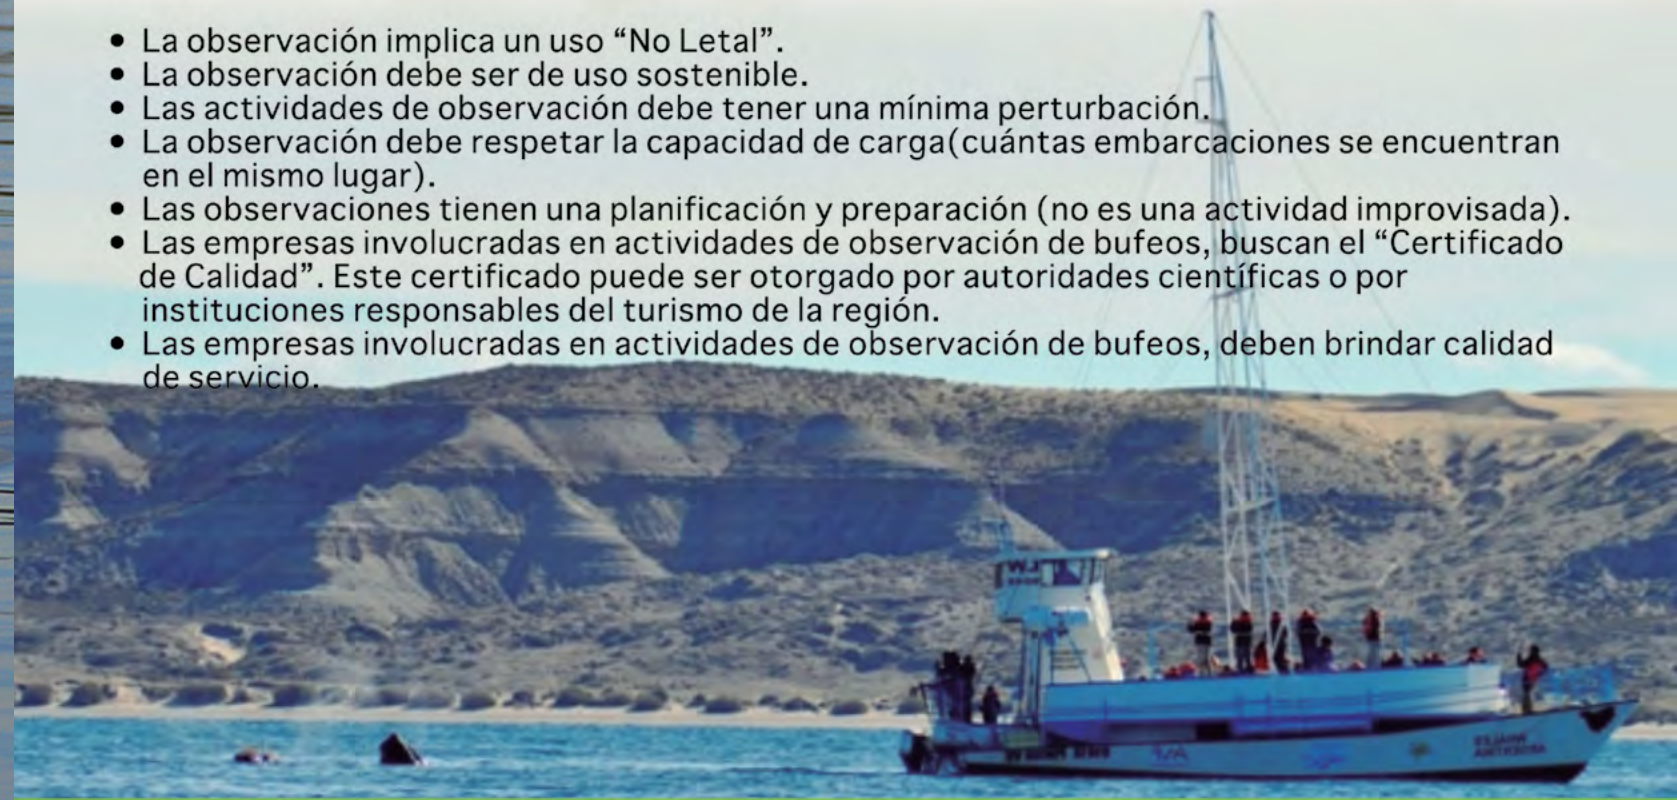 • La observación implica un uso “No Letal”.
• La observación debe ser de uso sostenible.
• Las actividades de observación debe tener una mínima perturbación.
• La observación debe respetar la capacidad de carga(cuántas embarcaciones se encuentran
en el mismo lugar).
• Las observaciones tienen una planificación y preparación (no es una actividad improvisada).
• Las empresas involucradas en actividades de observación de bufeos, buscan el “Certificado
de Calidad”. Este certificado puede ser otorgado por autoridades científicas o por
instituciones responsables del turismo de la región.
• Las empresas involucradas en actividades de observación de bufeos, deben brindar calidad
de servicio.